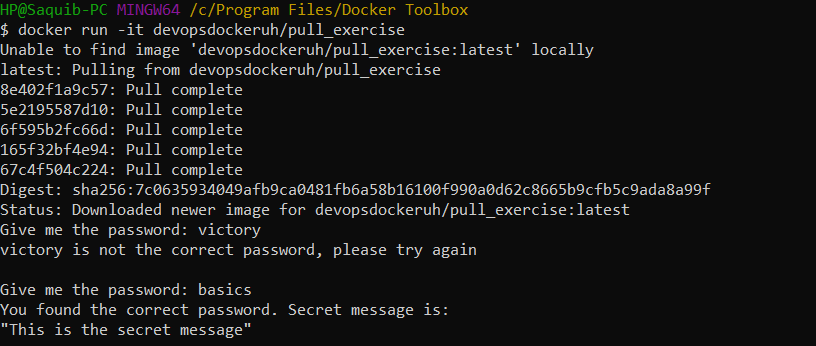 HP@Saquib-PC MINGW64 /c/Program Files/Docker Toolbox
$ docker run -it devopsdockeruh/pull_exercise
Unable to find image 'devopsdockeruh/pull_exercise:latest' locally
latest: Pulling from devopsdockeruh/pull_exercise
8e402f1a9c57: Pull complete
5e2195587d10: Pull complete
6f595b2fc66d: Pull complete
165f32bf4e94: Pull complete
67c4f504c224: Pull complete
Digest: sha256:7c0635934049afb9ca0481fb6a58b16100f990a0d62c8665b9cfb5c9ada8a99f
Status: Downloaded newer image for devopsdockeruh/pull_exercise:latest
Give me the password: victory
victory is not the correct password, please try again
Give me the password: basics
You found the correct password. Secret message is:
"This is the secret message"